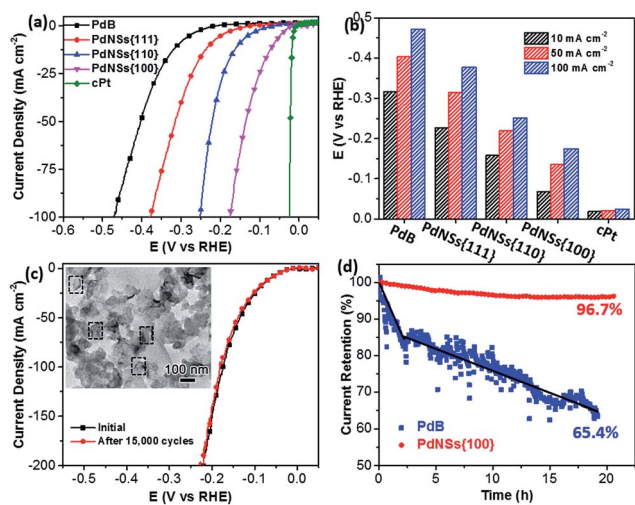 (a)
PdB
PdNSs{111}
PdNSs{110}
PdNSs{100}
cPt
Current Density (mA cm⁻²)
0
-25
-50
-75
-100
-0.6 -0.5 -0.4 -0.3 -0.2 -0.1 0.0
E (V vs RHE)
(b)
10 mA cm⁻²
50 mA cm⁻²
100 mA cm⁻²
E (V vs RHE)
-0.5
-0.4
-0.3
-0.2
-0.1
0.0
PdB
PdNSs{111}
PdNSs{110}
PdNSs{100}
cPt
(c)
100 nm
Initial
After 15,000 cycles
Current Density (mA cm⁻²)
0
-50
-100
-150
-200
-0.5 -0.4 -0.3 -0.2 -0.1 0.0
E (V vs RHE)
(d)
96.7%
65.4%
PdB
PdNSs{100}
Current Retention (%)
100
90
80
70
60
50
0 5 10 15 20
Time (h)